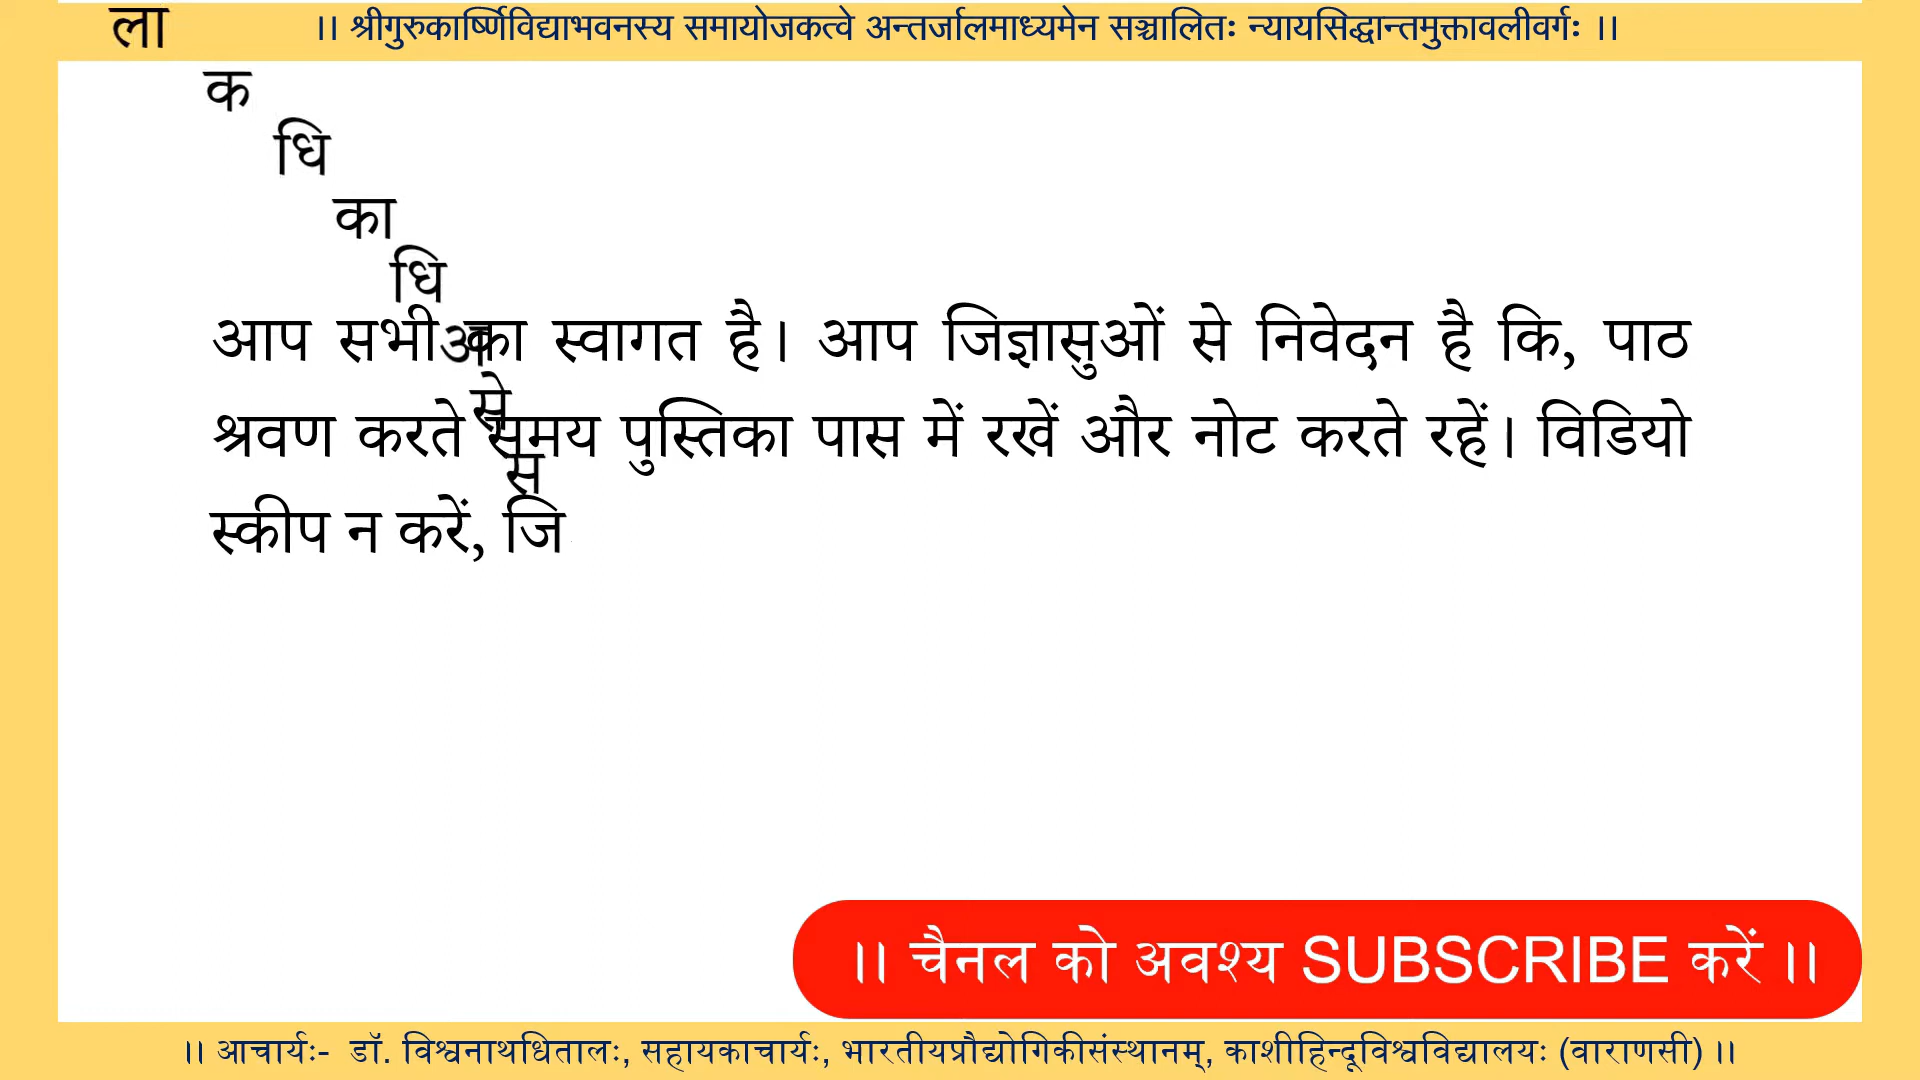 ।। श्रीगुरुकार्ष्णिविद्याभवनस्य समायोजकत्वे अन्तर्जालमाध्यमेन सञ्चालितः न्यायसिद्धान्तमुक्तावलीवर्गः ।।
ला
क
धि
का
धि
अ
से
स
आप सभी का स्वागत है। आप जिज्ञासुओं से निवेदन है कि, पाठ
श्रवण करते समय पुस्तिका पास में रखें और नोट करते रहें। विडियो
स्कीप न करें, जि
।। चैनल को अवश्य SUBSCRIBE करें ।।
।। आचार्यः- डॉ. विश्वनाथधितालः, सहायकाचार्यः, भारतीयप्रौद्योगिकीसंस्थानम्, काशीहिन्दूविश्वविद्यालयः (वाराणसी) ।।